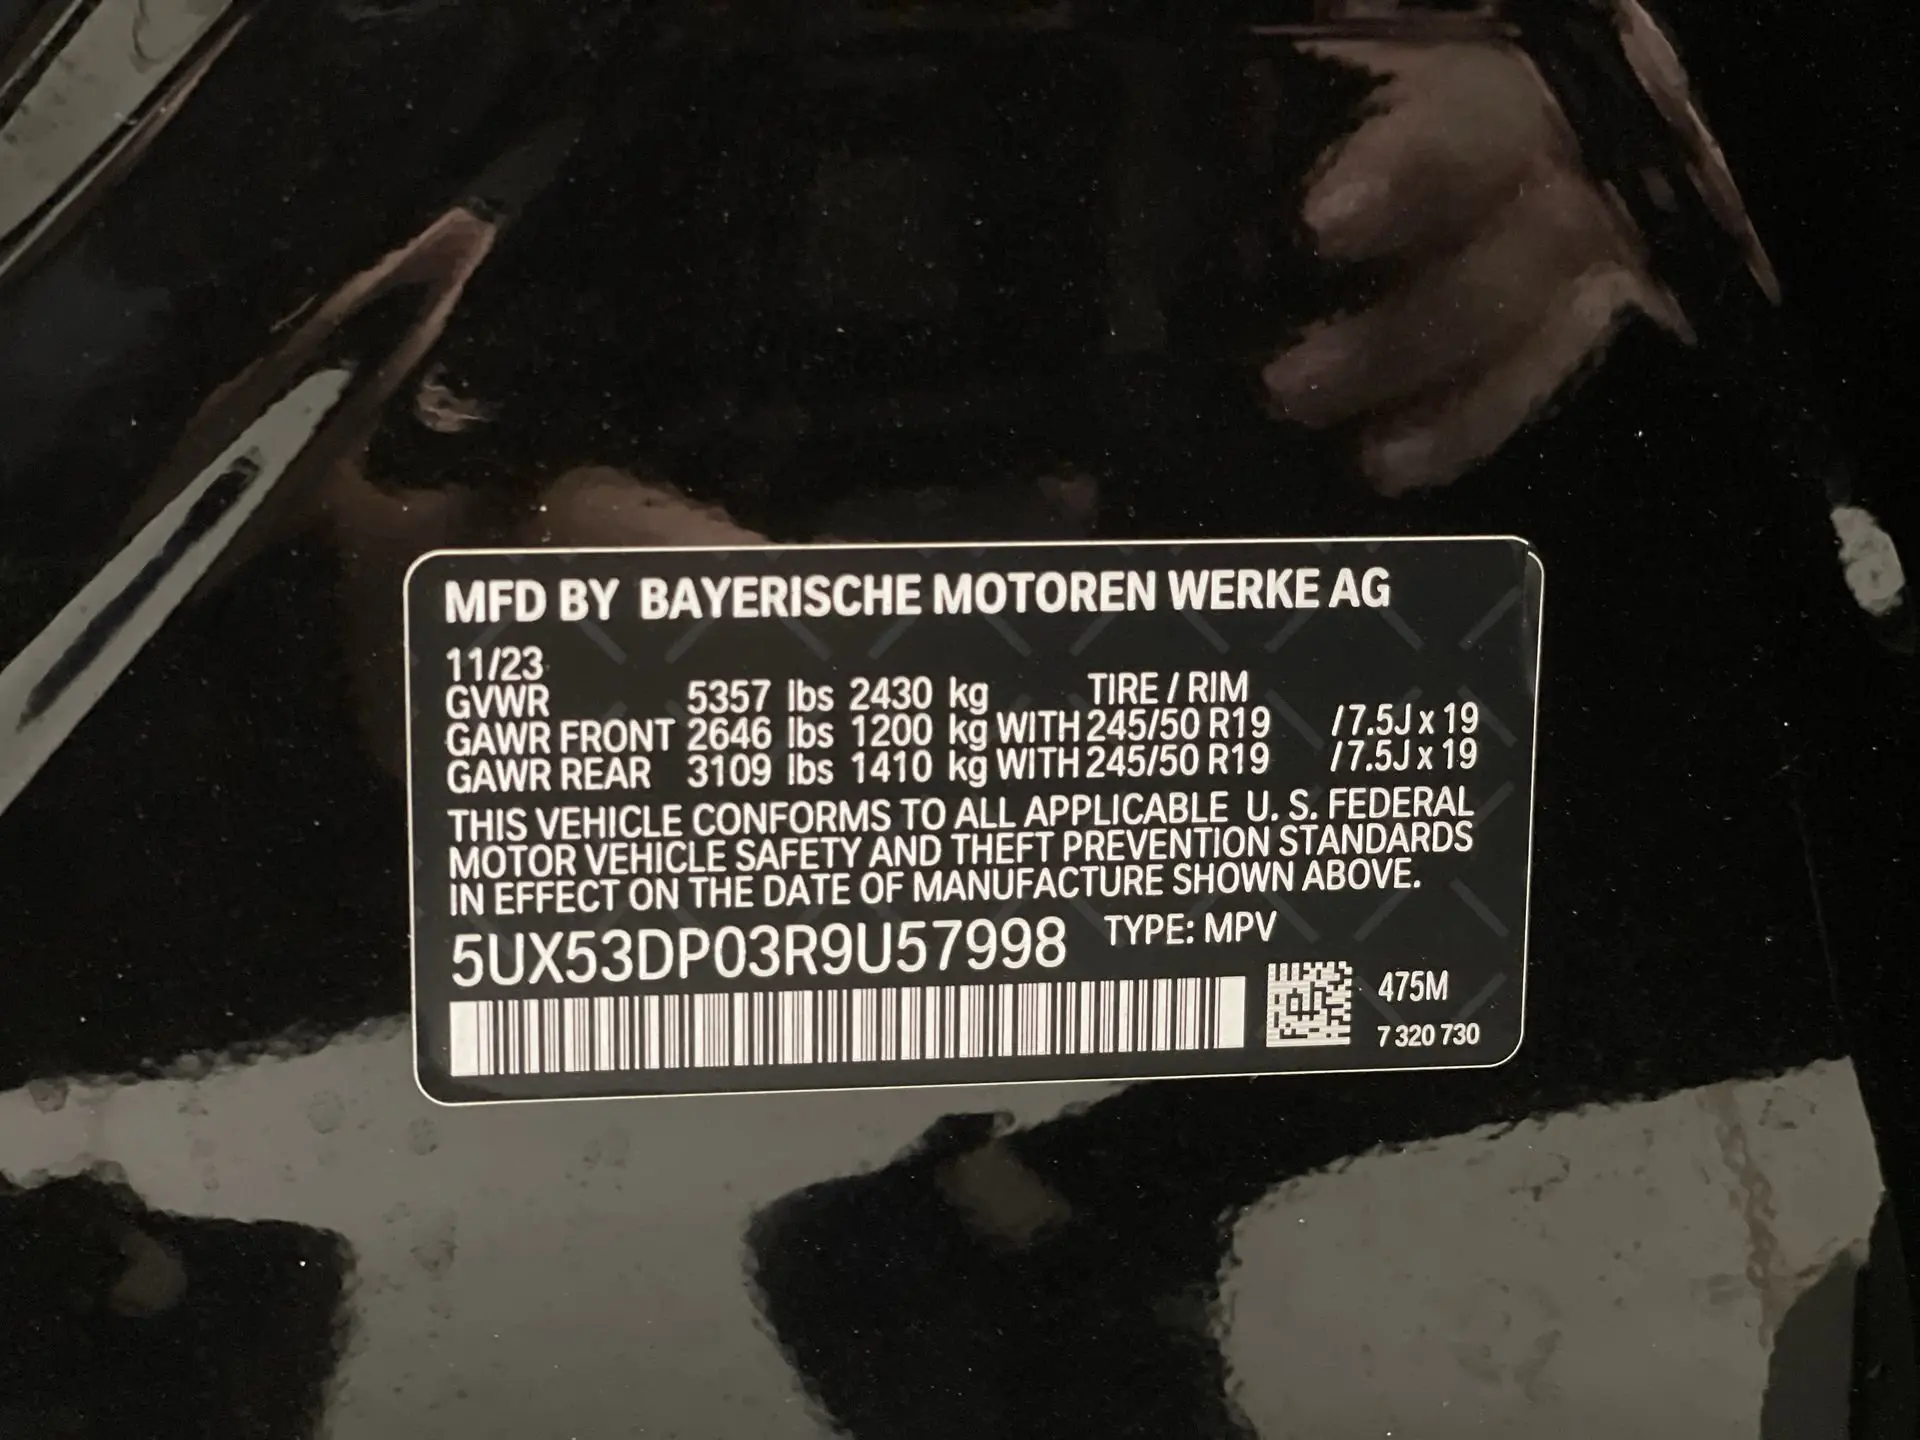 MFD BY BAYERISCHE MOTOREN WERKE AG
11/23
GVWR 5357 lbs 2430 kg TIRE / RIM
GAWR FRONT 2646 lbs 1200 kg WITH 245/50 R19 /7.5J x 19
GAWR REAR 3109 lbs 1410 kg WITH 245/50 R19 /7.5J x 19
THIS VEHICLE CONFORMS TO ALL APPLICABLE U. S. FEDERAL
MOTOR VEHICLE SAFETY AND THEFT PREVENTION STANDARDS
IN EFFECT ON THE DATE OF MANUFACTURE SHOWN ABOVE.
5UX53DP03R9U57998 TYPE: MPV
475M
7 320 730